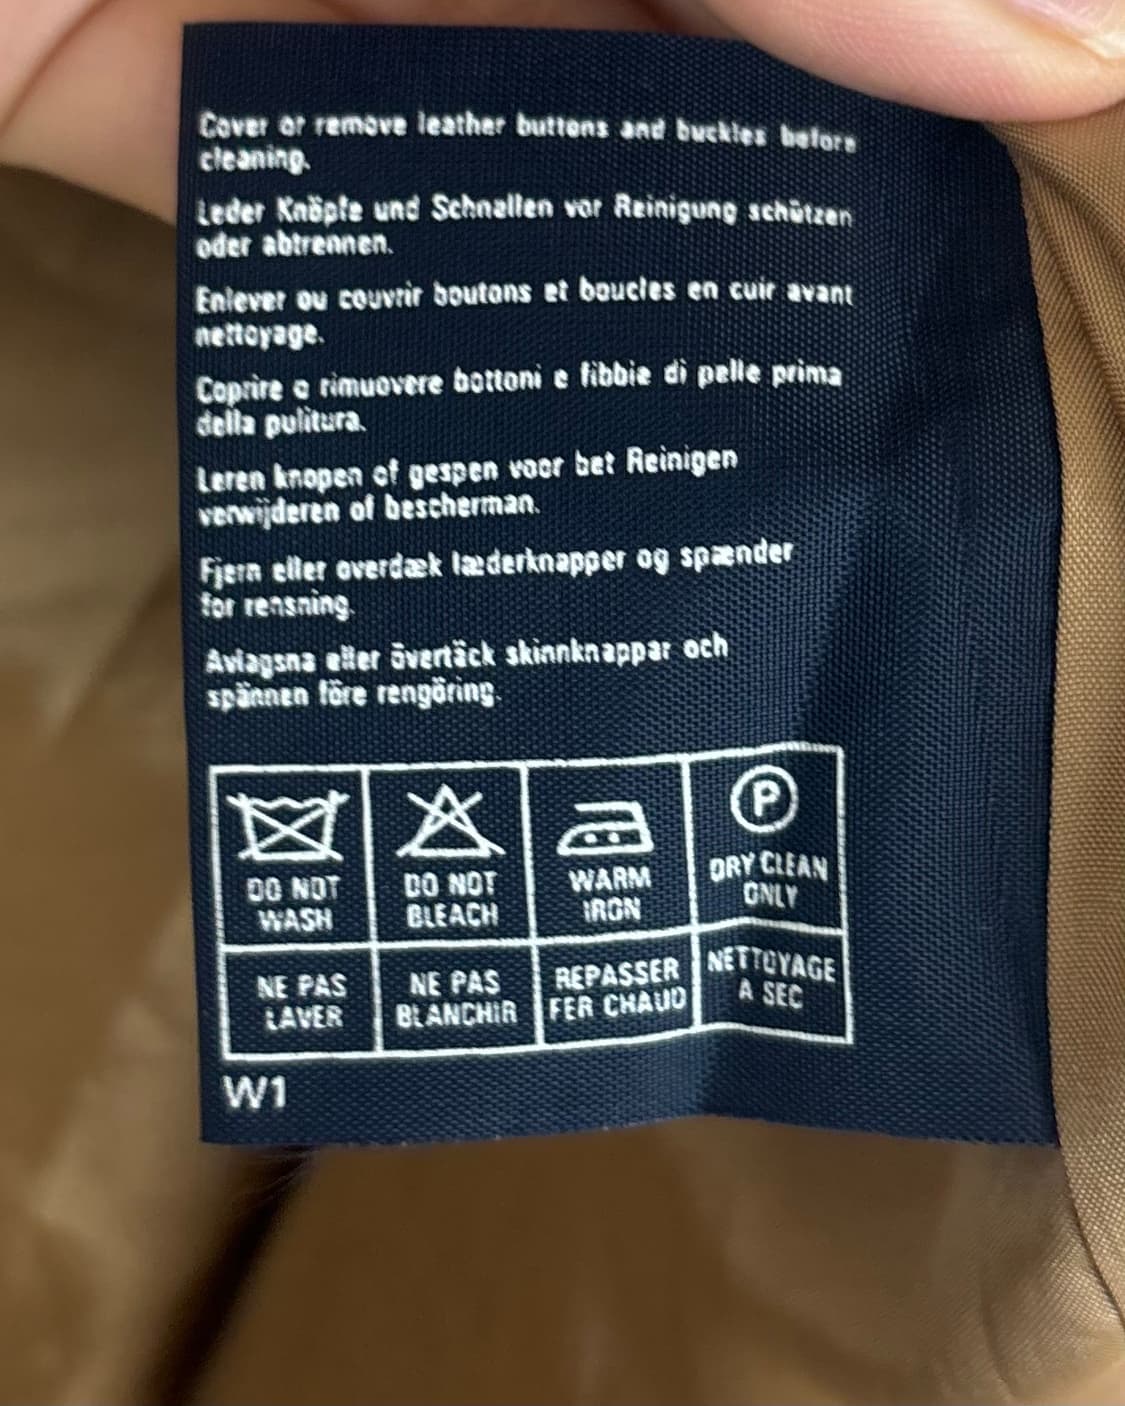 Cover or remove leather buttons and buckles before
cleaning.
Leder Knöpfe und Schnallen vor Reinigung schützen
oder abtrennen.
Enlever ou couvrir boutons et boucles en cuir avant
nettoyage.
Coprire o rimuovere bottoni e fibbie di pelle prima
della pulitura.
Leren knopen of gespen voor bet Reinigen
verwijderen of bescherman.
Fjern eller overdæk læderknapper og spænder
for rensning.
Avlagsna eller övertäck skinnknappar och
spännen före rengöring.
P
DO NOT WASH
DO NOT BLEACH
WARM IRON
DRY CLEAN ONLY
NE PAS LAVER
NE PAS BLANCHIR
REPASSER FER CHAUD
NETTOYAGE A SEC
W1